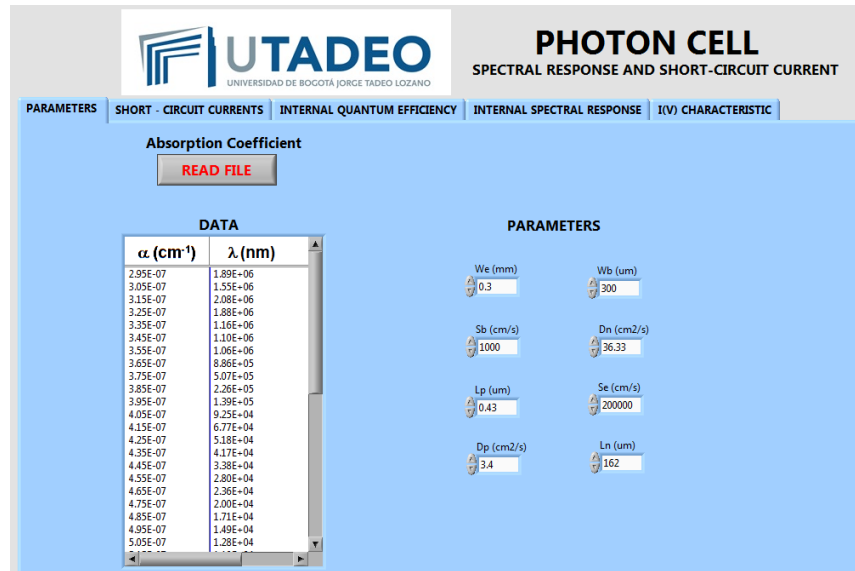 UTADEO
UNIVERSIDAD DE BOGOTÁ JORGE TADEO LOZANO
PHOTON CELL
SPECTRAL RESPONSE AND SHORT-CIRCUIT CURRENT
PARAMETERS SHORT - CIRCUIT CURRENTS INTERNAL QUANTUM EFFICIENCY INTERNAL SPECTRAL RESPONSE I(V) CHARACTERISTIC
Absorption Coefficient
READ FILE
DATA
α (cm⁻¹) λ (nm)
2.95E-07 1.89E+06
3.05E-07 1.55E+06
3.15E-07 2.08E+06
3.25E-07 1.88E+06
3.35E-07 1.16E+06
3.45E-07 1.10E+06
3.55E-07 1.06E+06
3.65E-07 8.86E+05
3.75E-07 5.07E+05
3.85E-07 2.26E+05
3.95E-07 1.39E+05
4.05E-07 9.25E+04
4.15E-07 6.77E+04
4.25E-07 5.18E+04
4.35E-07 4.17E+04
4.45E-07 3.38E+04
4.55E-07 2.80E+04
4.65E-07 2.36E+04
4.75E-07 2.00E+04
4.85E-07 1.71E+04
4.95E-07 1.49E+04
5.05E-07 1.28E+04
PARAMETERS
We (mm) Wb (um)
0.3 300
Sb (cm/s) Dn (cm2/s)
1000 36.33
Lp (um) Se (cm/s)
0.43 200000
Dp (cm2/s) Ln (um)
3.4 162